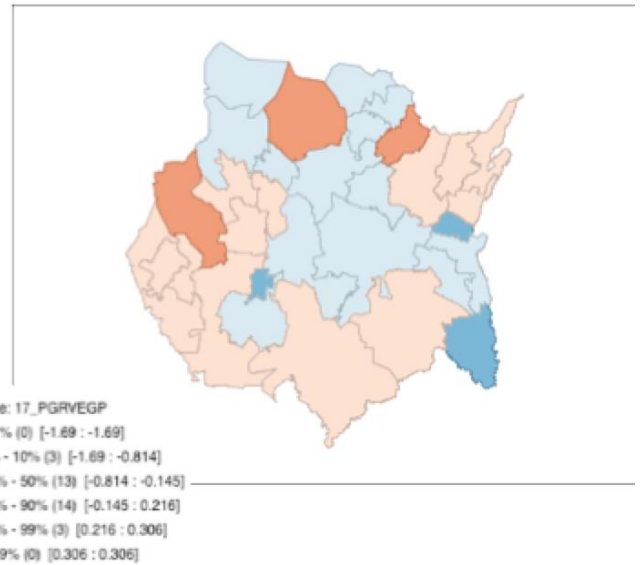 e: 17_PGRVEGP
% (0) [-1.69 : -1.69]
- 10% (3) [-1.69 : -0.814]
% - 50% (13) [-0.814 : -0.145]
% - 90% (14) [-0.145 : 0.216]
% - 99% (3) [0.216 : 0.306]
9% (0) [0.306 : 0.306]